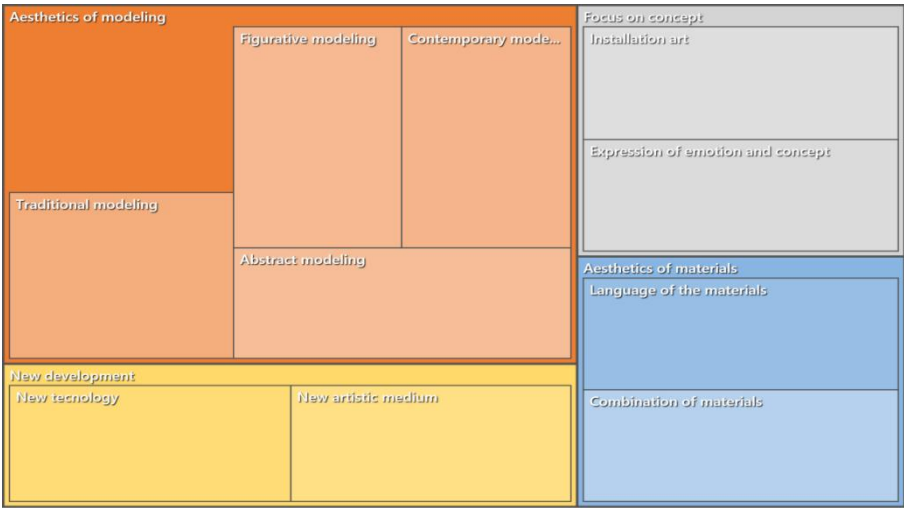 Aesthetics of modeling
Figurative modeling
Contemporary mode...
Traditional modeling
Abstract modeling
New development
New tecnology
New artistic medium
Focus on concept
Installation art
Expression of emotion and concept
Aesthetics of materials
Language of the materials
Combination of materials